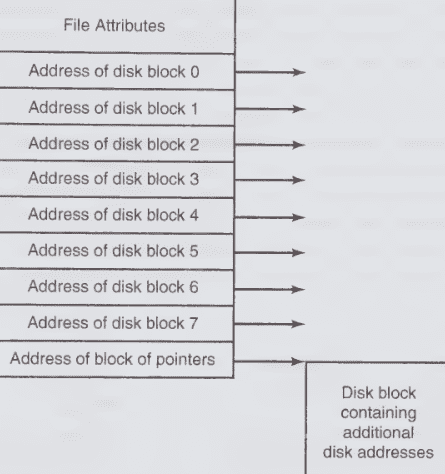 File Attributes
Address of disk block 0
Address of disk block 1
Address of disk block 2
Address of disk block 3
Address of disk block 4
Address of disk block 5
Address of disk block 6
Address of disk block 7
Address of block of pointers
Disk block
containing
additional
disk addresses